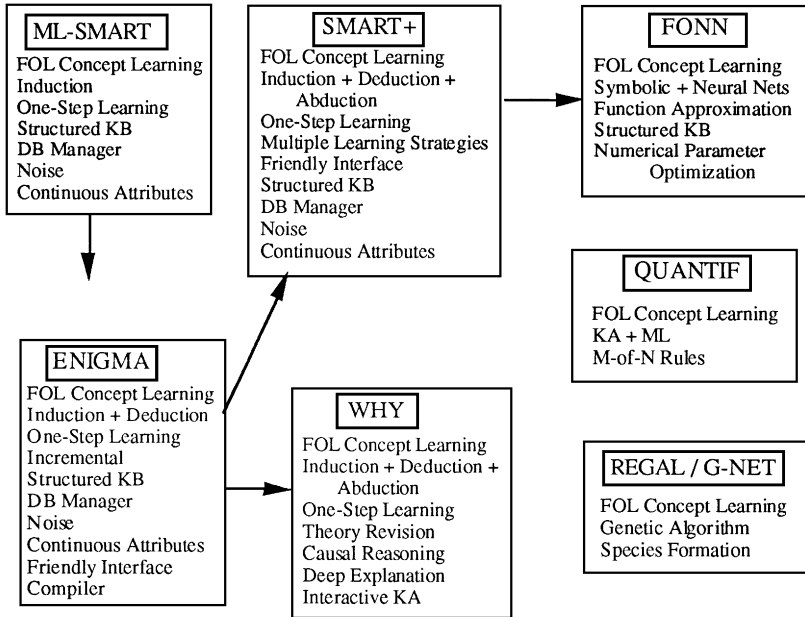 ML-SMART
FOL Concept Learning
Induction
One-Step Learning
Structured KB
DB Manager
Noise
Continuous Attributes
SMART+
FOL Concept Learning
Induction + Deduction +
Abduction
One-Step Learning
Multiple Learning Strategies
Friendly Interface
Structured KB
DB Manager
Noise
Continuous Attributes
FONN
FOL Concept Learning
Symbolic + Neural Nets
Function Approximation
Structured KB
Numerical Parameter
Optimization
QUANTIF
FOL Concept Learning
KA + ML
M-of-N Rules
ENIGMA
FOL Concept Learning
Induction + Deduction
One-Step Learning
Incremental
Structured KB
DB Manager
Noise
Continuous Attributes
Friendly Interface
Compiler
WHY
FOL Concept Learning
Induction + Deduction +
Abduction
One-Step Learning
Theory Revision
Causal Reasoning
Deep Explanation
Interactive KA
REGAL / G-NET
FOL Concept Learning
Genetic Algorithm
Species Formation